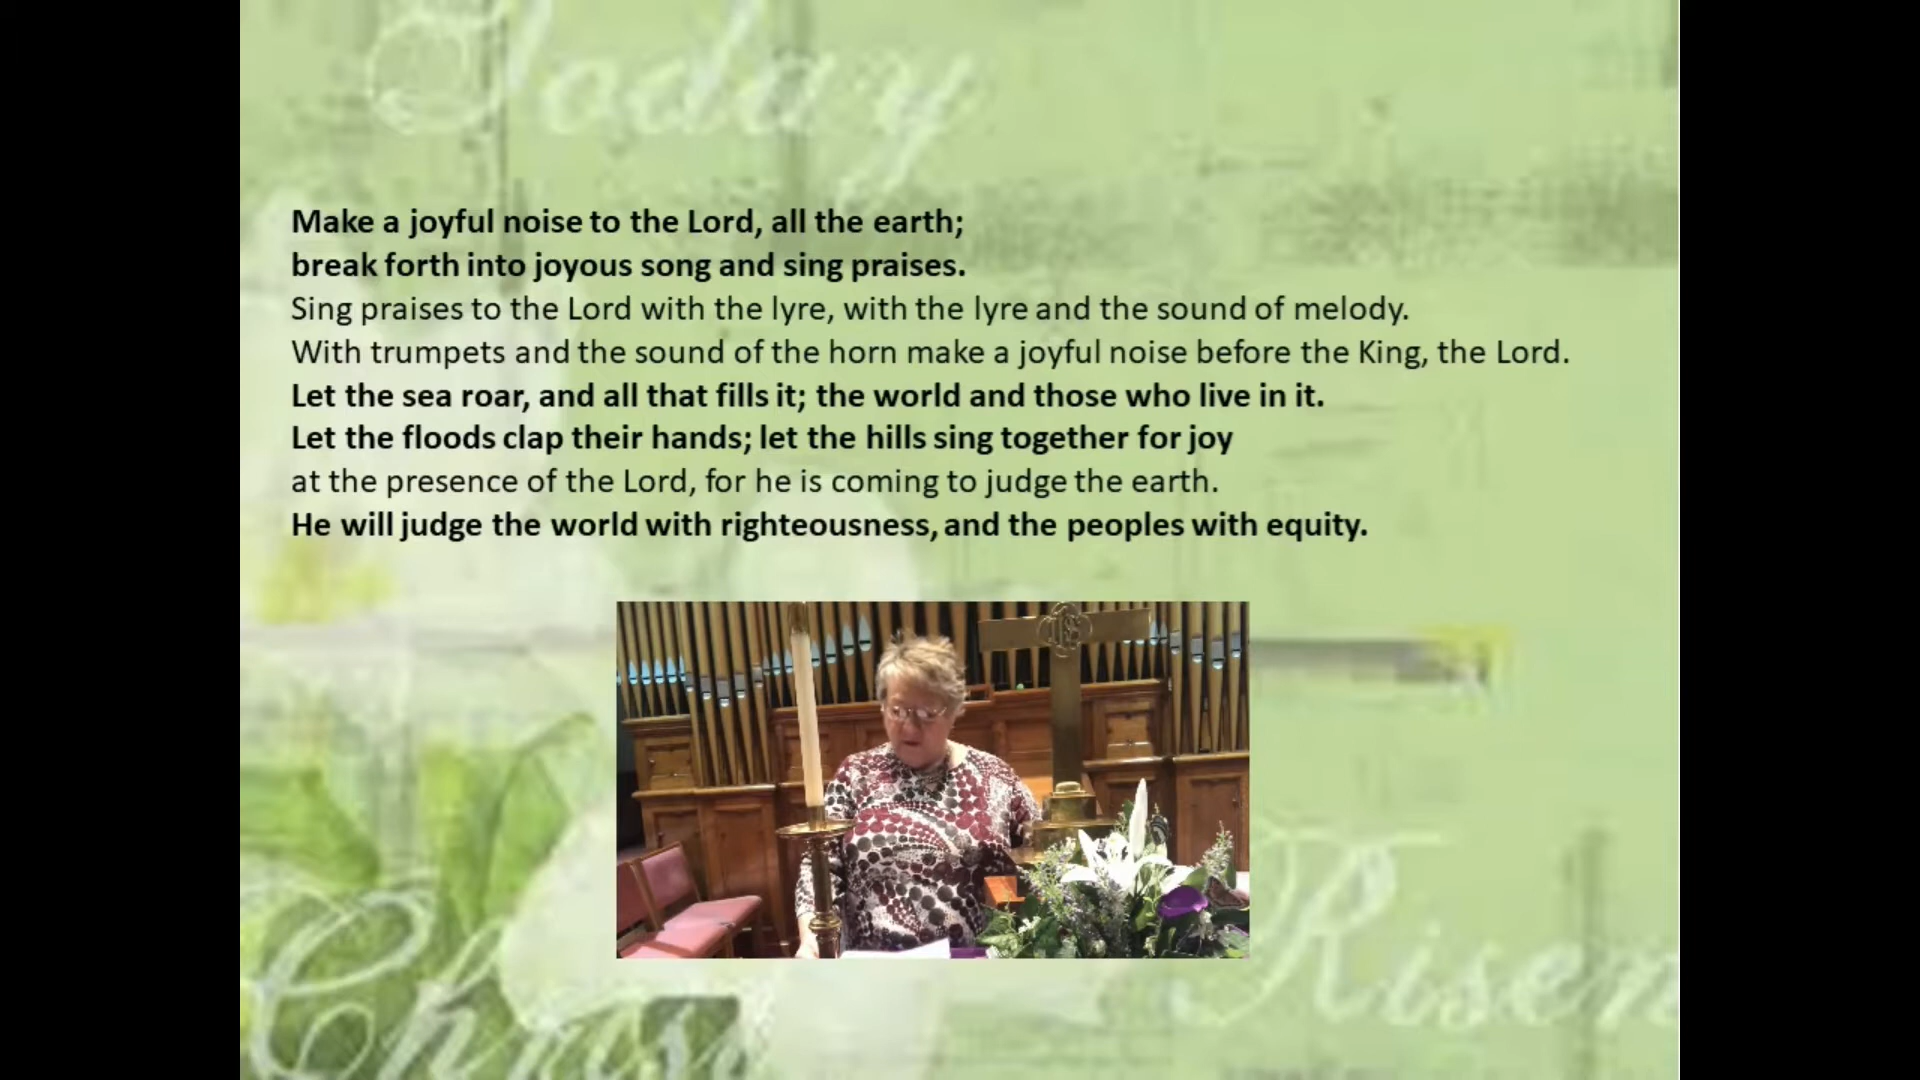 Today
Make a joyful noise to the Lord, all the earth;
break forth into joyous song and sing praises.
Sing praises to the Lord with the lyre, with the lyre and the sound of melody.
With trumpets and the sound of the horn make a joyful noise before the King, the Lord.
Let the sea roar, and all that fills it; the world and those who live in it.
Let the floods clap their hands; let the hills sing together for joy
at the presence of the Lord, for he is coming to judge the earth.
He will judge the world with righteousness, and the peoples with equity.
IHS
Risen
Christ